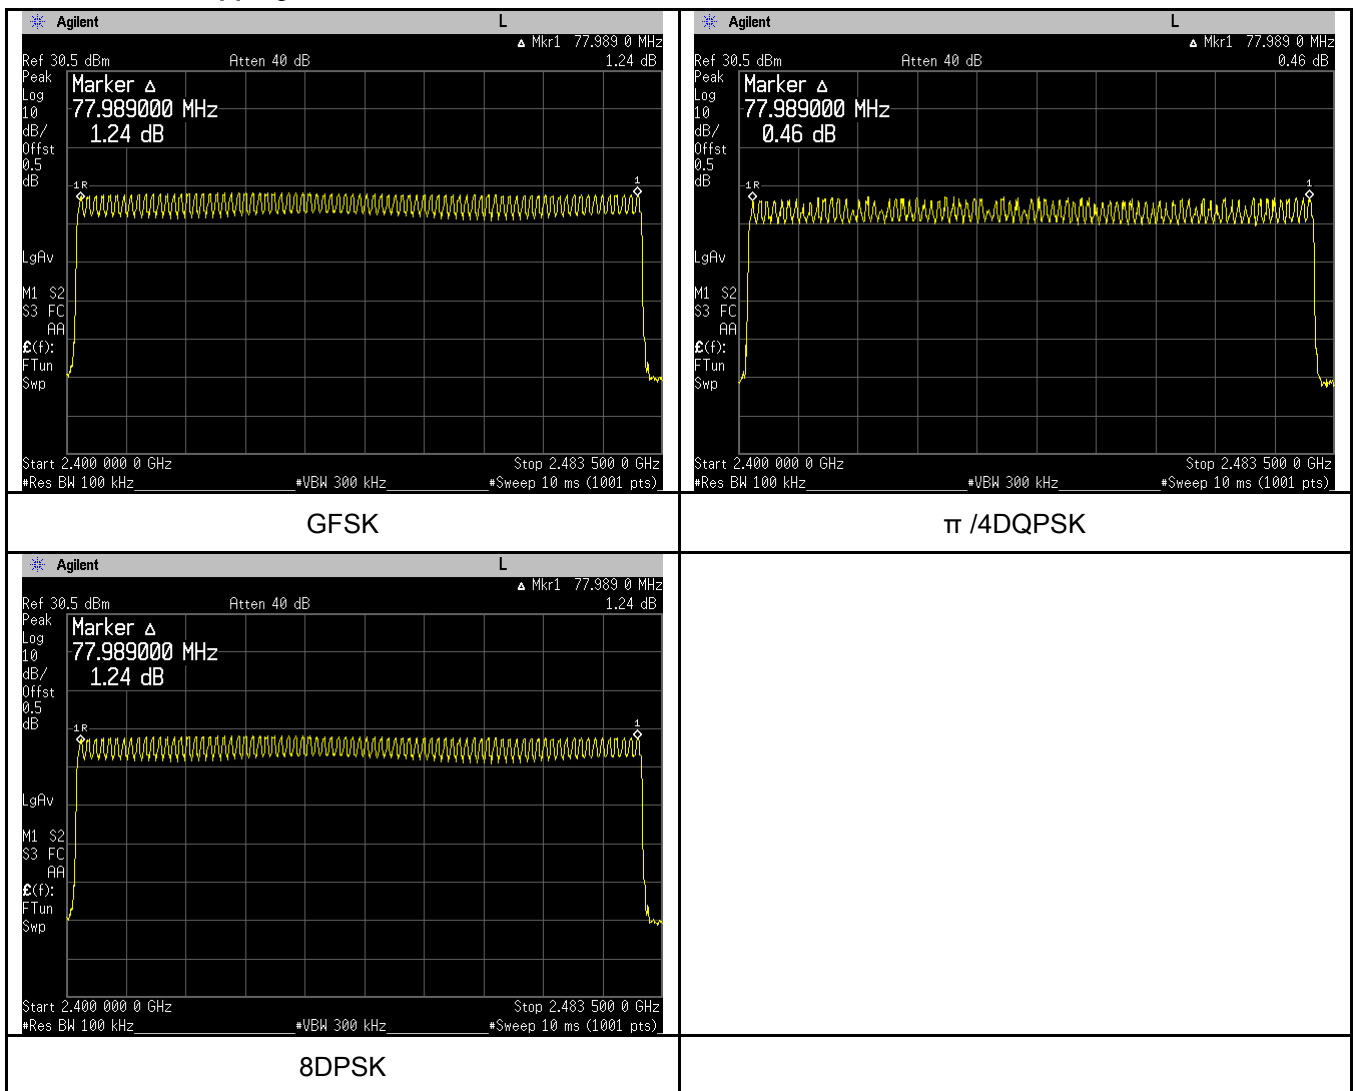 Agilent L
Δ Mkr1 77.989 0 MHz
Ref 30.5 dBm Atten 40 dB 1.24 dB
Peak
Log
10
dB/
Offst
0.5
dB
Marker Δ
77.989000 MHz
1.24 dB
1R
1
LgAv
M1 S2
S3 FC
AA
£(f):
FTun
Swp
Start 2.400 000 0 GHz Stop 2.483 500 0 GHz
#Res BW 100 kHz #VBW 300 kHz #Sweep 10 ms (1001 pts)
GFSK
Agilent L
Δ Mkr1 77.989 0 MHz
Ref 30.5 dBm Atten 40 dB 0.46 dB
Peak
Log
10
dB/
Offst
0.5
dB
Marker Δ
77.989000 MHz
0.46 dB
1R
1
LgAv
M1 S2
S3 FC
AA
£(f):
FTun
Swp
Start 2.400 000 0 GHz Stop 2.483 500 0 GHz
#Res BW 100 kHz #VBW 300 kHz #Sweep 10 ms (1001 pts)
π /4DQPSK
Agilent L
Δ Mkr1 77.989 0 MHz
Ref 30.5 dBm Atten 40 dB 1.24 dB
Peak
Log
10
dB/
Offst
0.5
dB
Marker Δ
77.989000 MHz
1.24 dB
1R
1
LgAv
M1 S2
S3 FC
AA
£(f):
FTun
Swp
Start 2.400 000 0 GHz Stop 2.483 500 0 GHz
#Res BW 100 kHz #VBW 300 kHz #Sweep 10 ms (1001 pts)
8DPSK